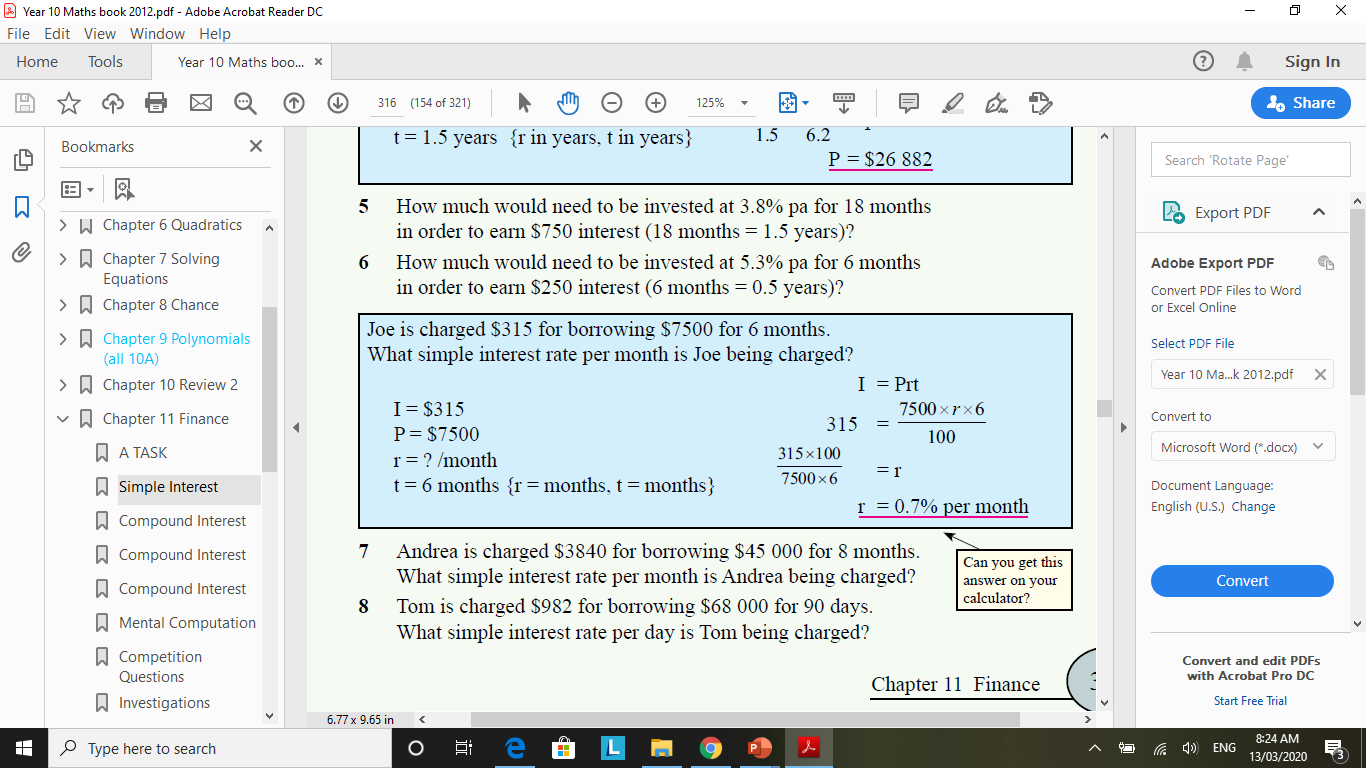 Year 10 Maths book 2012.pdf - Adobe Acrobat Reader DC
File Edit View Window Help
Home Tools Year 10 Maths boo... ×
Sign In
316 (154 of 321) 125%
Share
Bookmarks
Chapter 6 Quadratics
Chapter 7 Solving
Equations
Chapter 8 Chance
Chapter 9 Polynomials
(all 10A)
Chapter 10 Review 2
Chapter 11 Finance
A TASK
Simple Interest
Compound Interest
Compound Interest
Compound Interest
Mental Computation
Competition
Questions
Investigations
t = 1.5 years {r in years, t in years} 1.5 6.2
P = $26 882
5 How much would need to be invested at 3.8% pa for 18 months
in order to earn $750 interest (18 months = 1.5 years)?
6 How much would need to be invested at 5.3% pa for 6 months
in order to earn $250 interest (6 months = 0.5 years)?
Joe is charged $315 for borrowing $7500 for 6 months.
What simple interest rate per month is Joe being charged?
I = $315
P = $7500
r = ? /month
t = 6 months {r = months, t = months}
I = Prt
315 = 7500 × r × 6
100
315×100
7500×6
= r
r = 0.7% per month
Can you get this
answer on your
calculator?
7 Andrea is charged $3840 for borrowing $45 000 for 8 months.
What simple interest rate per month is Andrea being charged?
8 Tom is charged $982 for borrowing $68 000 for 90 days.
What simple interest rate per day is Tom being charged?
Chapter 11 Finance
6.77 x 9.65 in
Search 'Rotate Page'
Export PDF
Adobe Export PDF
Convert PDF Files to Word
or Excel Online
Select PDF File
Year 10 Ma...k 2012.pdf
Convert to
Microsoft Word (*.docx)
Document Language:
English (U.S.) Change
Convert
Convert and edit PDFs
with Acrobat Pro DC
Start Free Trial
Type here to search
ENG
8:24 AM
13/03/2020
3